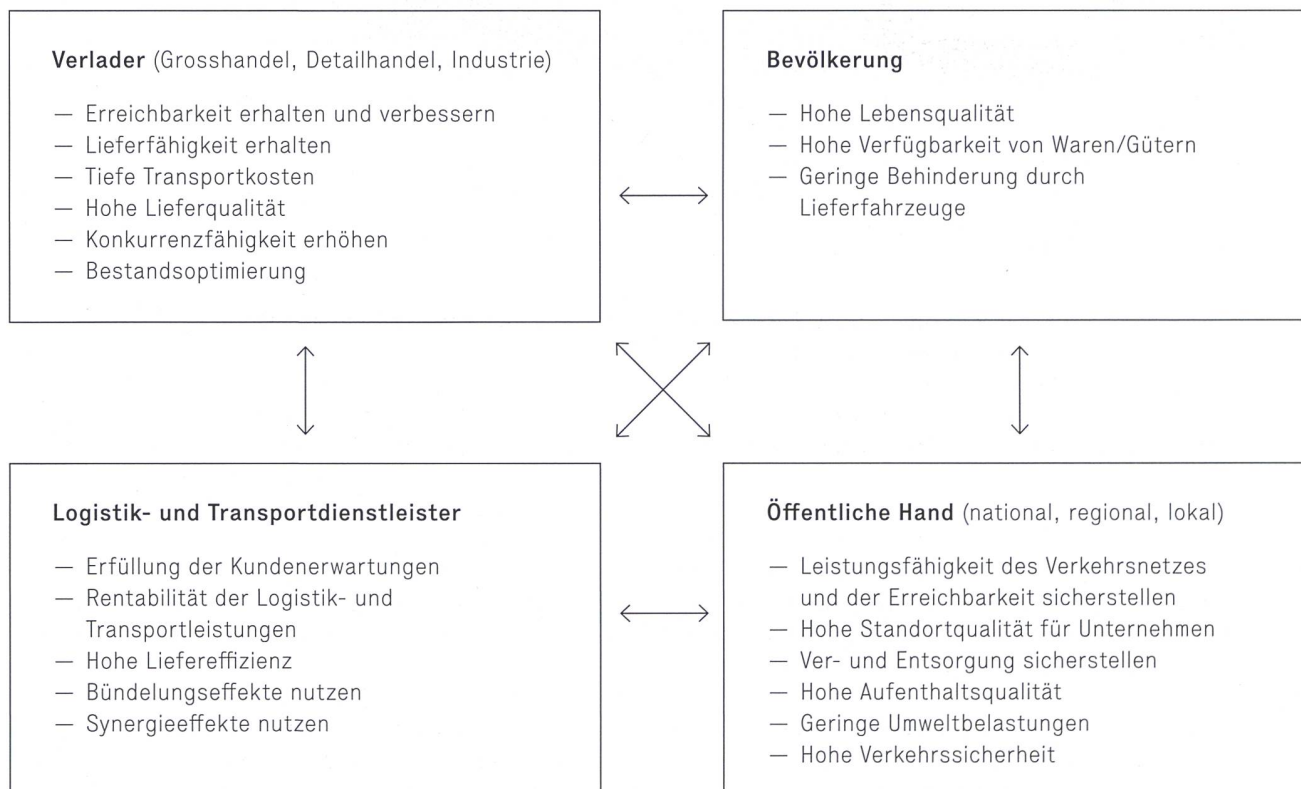 Verlader (Grosshandel, Detailhandel, Industrie)
— Erreichbarkeit erhalten und verbessern
— Lieferfähigkeit erhalten
— Tiefe Transportkosten
— Hohe Lieferqualität
— Konkurrenzfähigkeit erhöhen
— Bestandsoptimierung
Bevölkerung
— Hohe Lebensqualität
— Hohe Verfügbarkeit von Waren/Gütern
— Geringe Behinderung durch
Lieferfahrzeuge
Logistik- und Transportdienstleister
— Erfüllung der Kundenerwartungen
— Rentabilität der Logistik- und
Transportleistungen
— Hohe Liefereffizienz
— Bündelungseffekte nutzen
— Synergieeffekte nutzen
Öffentliche Hand (national, regional, lokal)
— Leistungsfähigkeit des Verkehrsnetzes
und der Erreichbarkeit sicherstellen
— Hohe Standortqualität für Unternehmen
— Ver- und Entsorgung sicherstellen
— Hohe Aufenthaltsqualität
— Geringe Umweltbelastungen
— Hohe Verkehrssicherheit